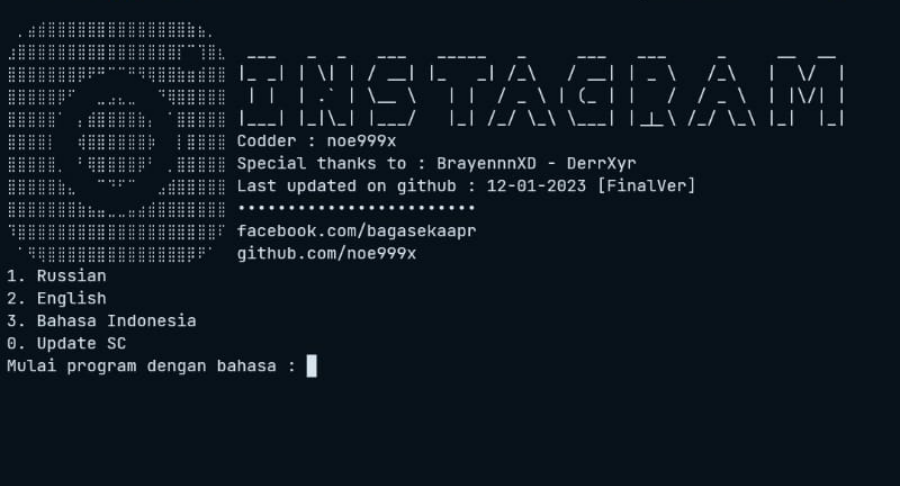 INSTAGRAM
Codder : noe999x
Special thanks to : BrayennnXD - DerrXyr
Last updated on github : 12-01-2023 [FinalVer]
•••••••••••••••••••••••••
facebook.com/bagasekaapr
github.com/noe999x
1. Russian
2. English
3. Bahasa Indonesia
0. Update SC
Mulai program dengan bahasa :